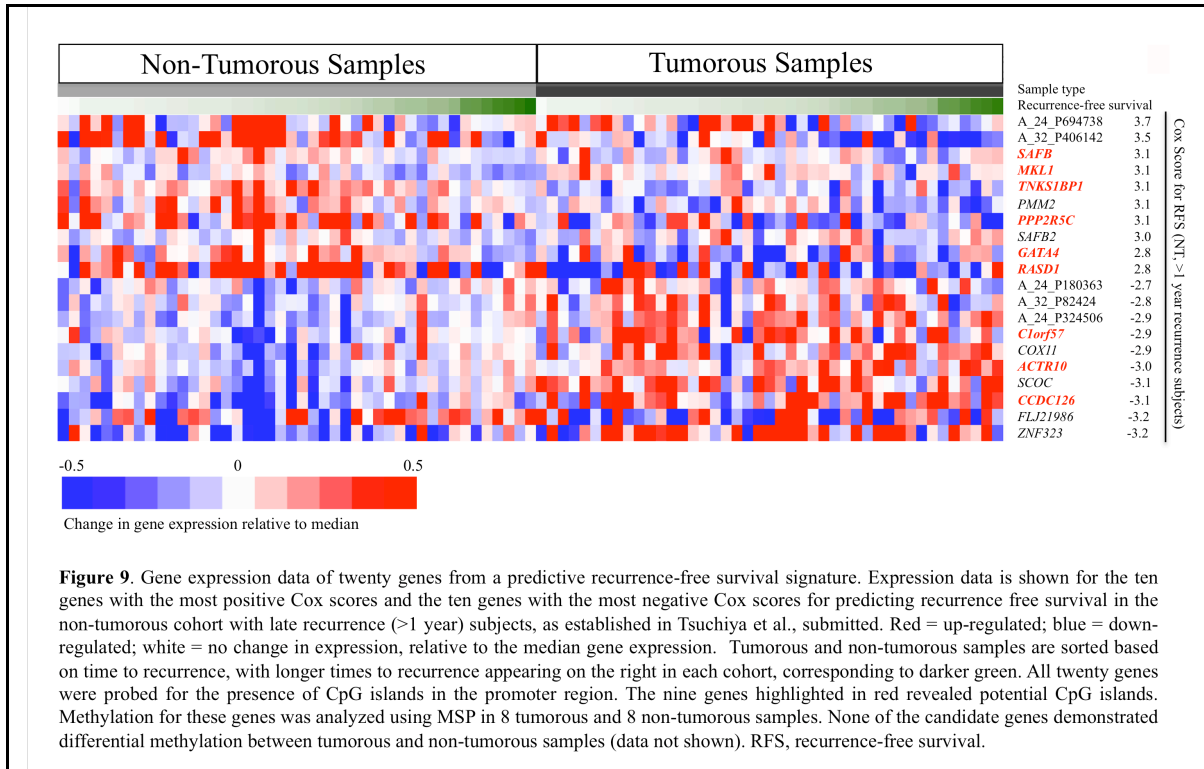 Non-Tumorous Samples
Tumorous Samples
Sample type
Recurrence-free survival
A_24_P694738 3.7
A_32_P406142 3.5
SAFB 3.1
MKL1 3.1
TNKS1BP1 3.1
PMM2 3.1
PPP2R5C 3.1
SAFB2 3.0
GATA4 2.8
RASD1 2.8
A_24_P180363 -2.7
A_32_P82424 -2.8
A_24_P324506 -2.9
C1orf57 -2.9
COX11 -2.9
ACTR10 -3.0
SCOC -3.1
CCDC126 -3.1
FLJ21986 -3.2
ZNF323 -3.2
Cox Score for RFS (NT, >1 year recurrence subjects)
-0.5 0 0.5
Change in gene expression relative to median
Figure 9. Gene expression data of twenty genes from a predictive recurrence-free survival signature. Expression data is shown for the ten
genes with the most positive Cox scores and the ten genes with the most negative Cox scores for predicting recurrence free survival in the
non-tumorous cohort with late recurrence (>1 year) subjects, as established in Tsuchiya et al., submitted. Red = up-regulated; blue = down-
regulated; white = no change in expression, relative to the median gene expression. Tumorous and non-tumorous samples are sorted based
on time to recurrence, with longer times to recurrence appearing on the right in each cohort, corresponding to darker green. All twenty genes
were probed for the presence of CpG islands in the promoter region. The nine genes highlighted in red revealed potential CpG islands.
Methylation for these genes was analyzed using MSP in 8 tumorous and 8 non-tumorous samples. None of the candidate genes demonstrated
differential methylation between tumorous and non-tumorous samples (data not shown). RFS, recurrence-free survival.